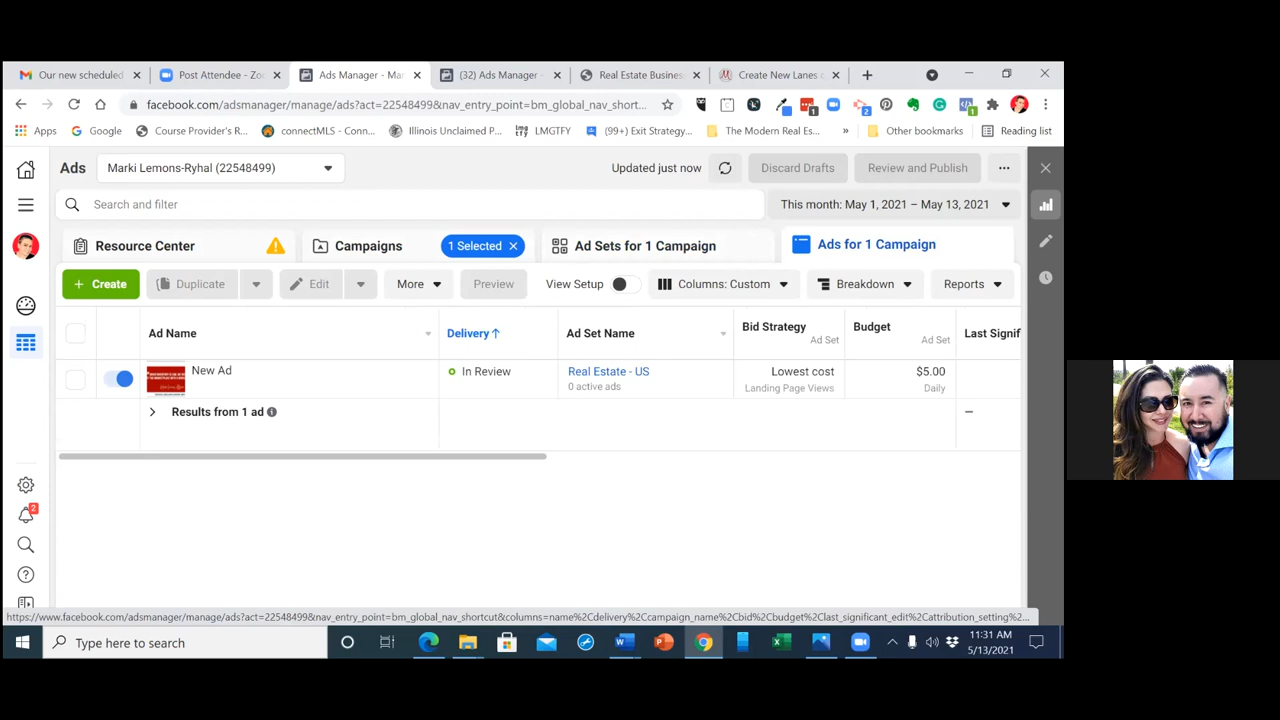 Our new scheduled
Post Attendee - Zoo
Ads Manager - Mar
(32) Ads Manager -
Real Estate Busines
Create New Lanes o
facebook.com/adsmanager/manage/ads?act=22548499&nav_entry_point=bm_global_nav_short...
1
2
1
Apps
Google
Course Provider's R...
connectMLS - Conn...
Illinois Unclaimed P...
LMGTFY
(99+) Exit Strategy...
The Modern Real Es...
»
Other bookmarks
Reading list
Ads
Marki Lemons-Ryhal (22548499)
Updated just now
Discard Drafts
Review and Publish
Search and filter
This month: May 1, 2021 – May 13, 2021
Resource Center
Campaigns
1 Selected
Ad Sets for 1 Campaign
Ads for 1 Campaign
+ Create
Duplicate
Edit
More
Preview
View Setup
Columns: Custom
Breakdown
Reports
Ad Name
Delivery ↑
Ad Set Name
Bid Strategy
Ad Set
Budget
Ad Set
Last Signif
New Ad
In Review
Real Estate - US
0 active ads
Lowest cost
Landing Page Views
$5.00
Daily
Results from 1 ad
—
2
https://www.facebook.com/adsmanager/manage/ads?act=22548499&nav_entry_point=bm_global_nav_shortcut&columns=name%2Cdelivery%2Ccampaign_name%2Cbid%2Cbudget%2Clast_significant_edit%2Cattribution_setting%2...
Type here to search
11:31 AM
5/13/2021